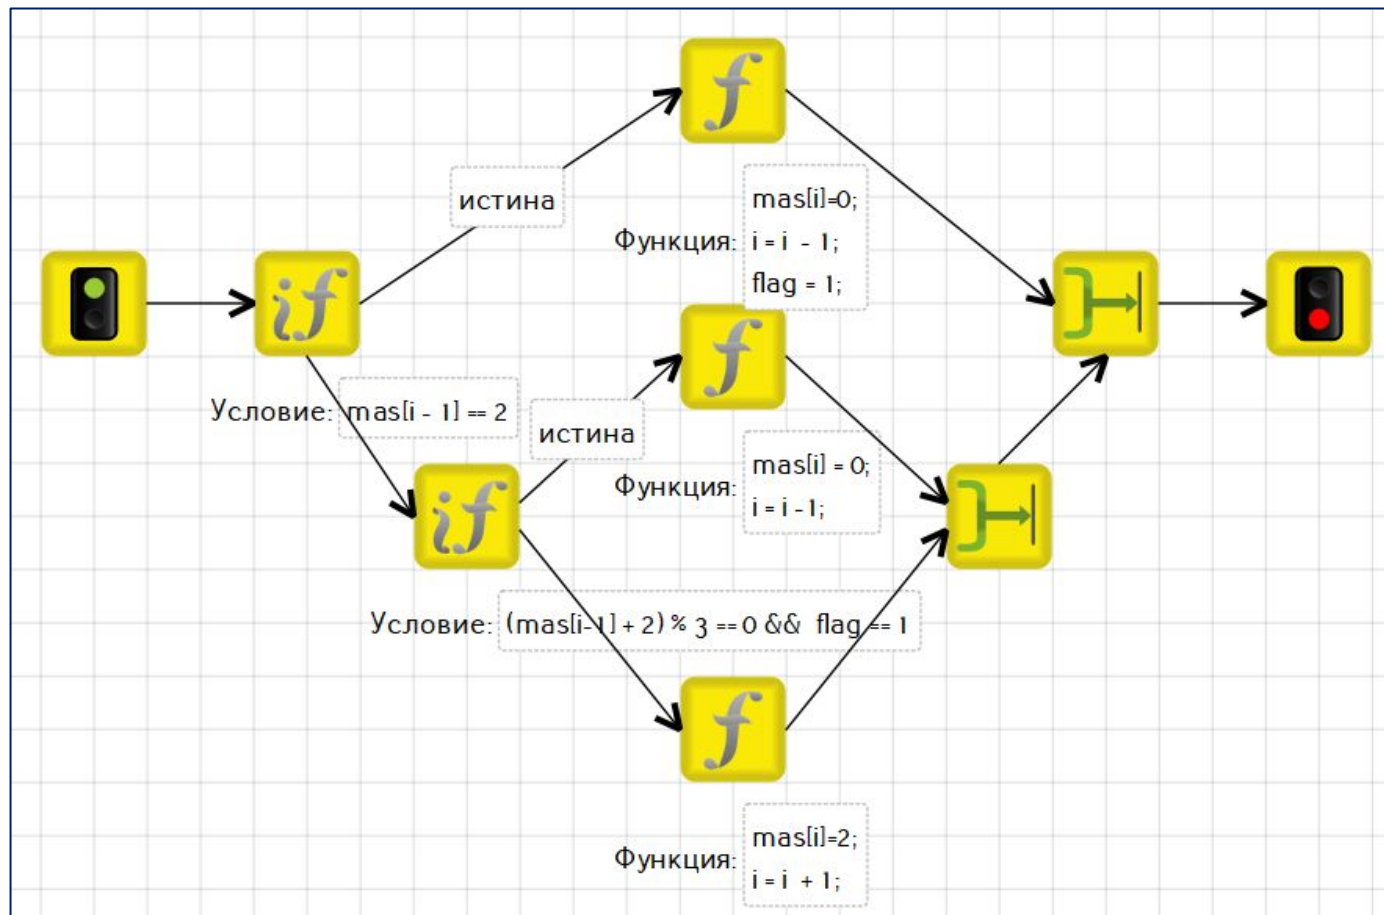 истина
mas[i]=0;
Функция: i = i - 1;
flag = 1;
Условие: mas[i - 1] == 2
истина
mas[i] = 0;
Функция: i = i -1;
Условие: (mas[i-1] + 2) % 3 == 0 && flag == 1
mas[i]=2;
Функция: i = i + 1;